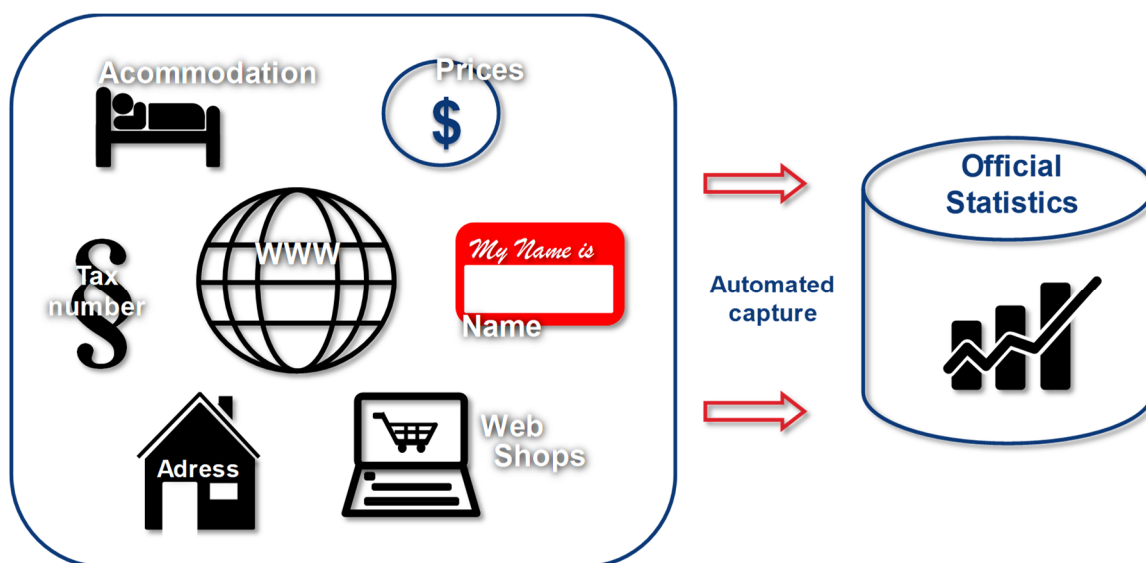 Acommodation
Prices
$
WWW
My Name is
Name
Tax
number
§
Adress
Web
Shops
Automated
capture
Official
Statistics